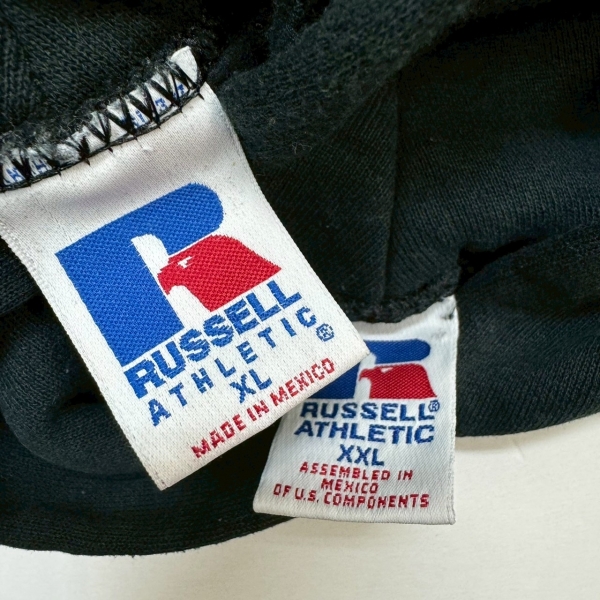 RUSSELL
ATHLETIC®
XL
MADE IN MEXICO
RUSSELL®
ATHLETIC
XXL
ASSEMBLED IN
MEXICO
OF U.S. COMPONENTS